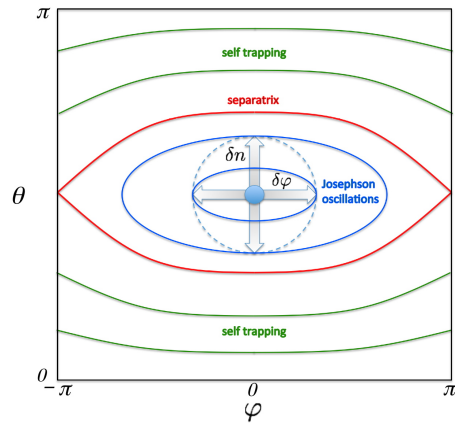 π
self trapping
separatrix
δn
δφ
θ
Josephson
oscillations
self trapping
0
−π
0
π
φ